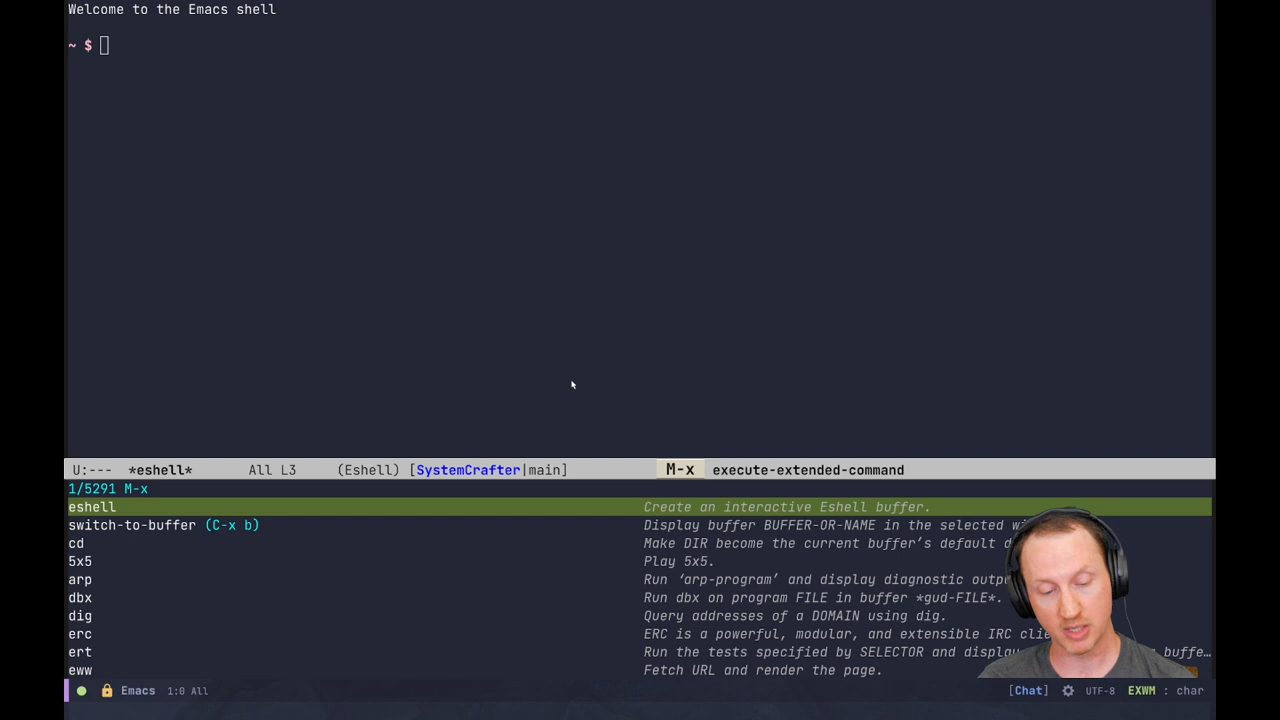 Welcome to the Emacs shell
~ $
U:--- *eshell* All L3 (Eshell) [SystemCrafter|main] M-x execute-extended-command
1/5291 M-x
eshell Create an interactive Eshell buffer.
switch-to-buffer (C-x b) Display buffer BUFFER-OR-NAME in the selected
cd Make DIR become the current buffer’s default
5x5 Play 5x5.
arp Run ‘arp-program’ and display diagnostic
dbx Run dbx on program FILE in buffer *gud-FILE*.
dig Query addresses of a DOMAIN using dig.
erc ERC is a powerful, modular, and extensible IRC
ert Run the tests specified by SELECTOR and buffe…
eww Fetch URL and render the page.
Emacs 1:0 All [Chat] UTF-8 EXWM : char